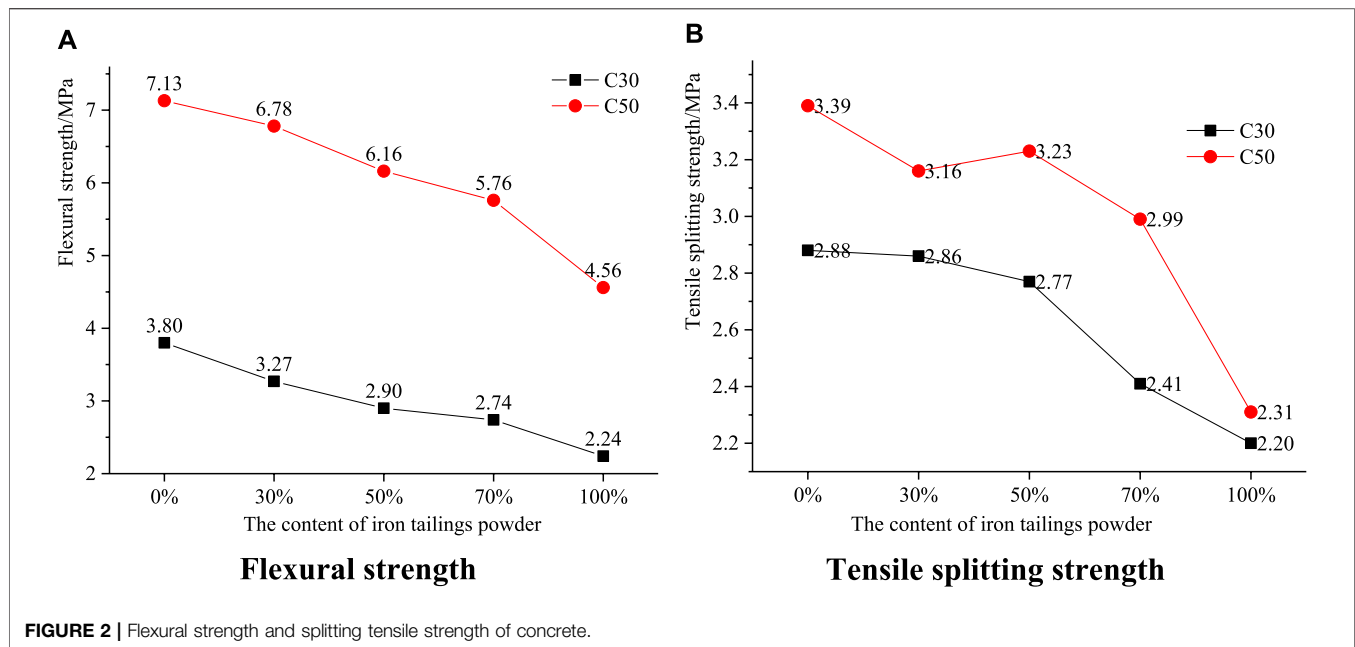 A
Flexural strength/MPa
7
6
5
4
3
2
7.13
6.78
6.16
5.76
4.56
3.80
3.27
2.90
2.74
2.24
C30
C50
0% 30% 50% 70% 100%
The content of iron tailings powder
Flexural strength
B
Tensile splitting strength/MPa
3.4
3.2
3.0
2.8
2.6
2.4
2.2
3.39
3.16
3.23
2.99
2.31
2.88
2.86
2.77
2.41
2.20
C30
C50
0% 30% 50% 70% 100%
The content of iron tailings powder
Tensile splitting strength
FIGURE 2 | Flexural strength and splitting tensile strength of concrete.